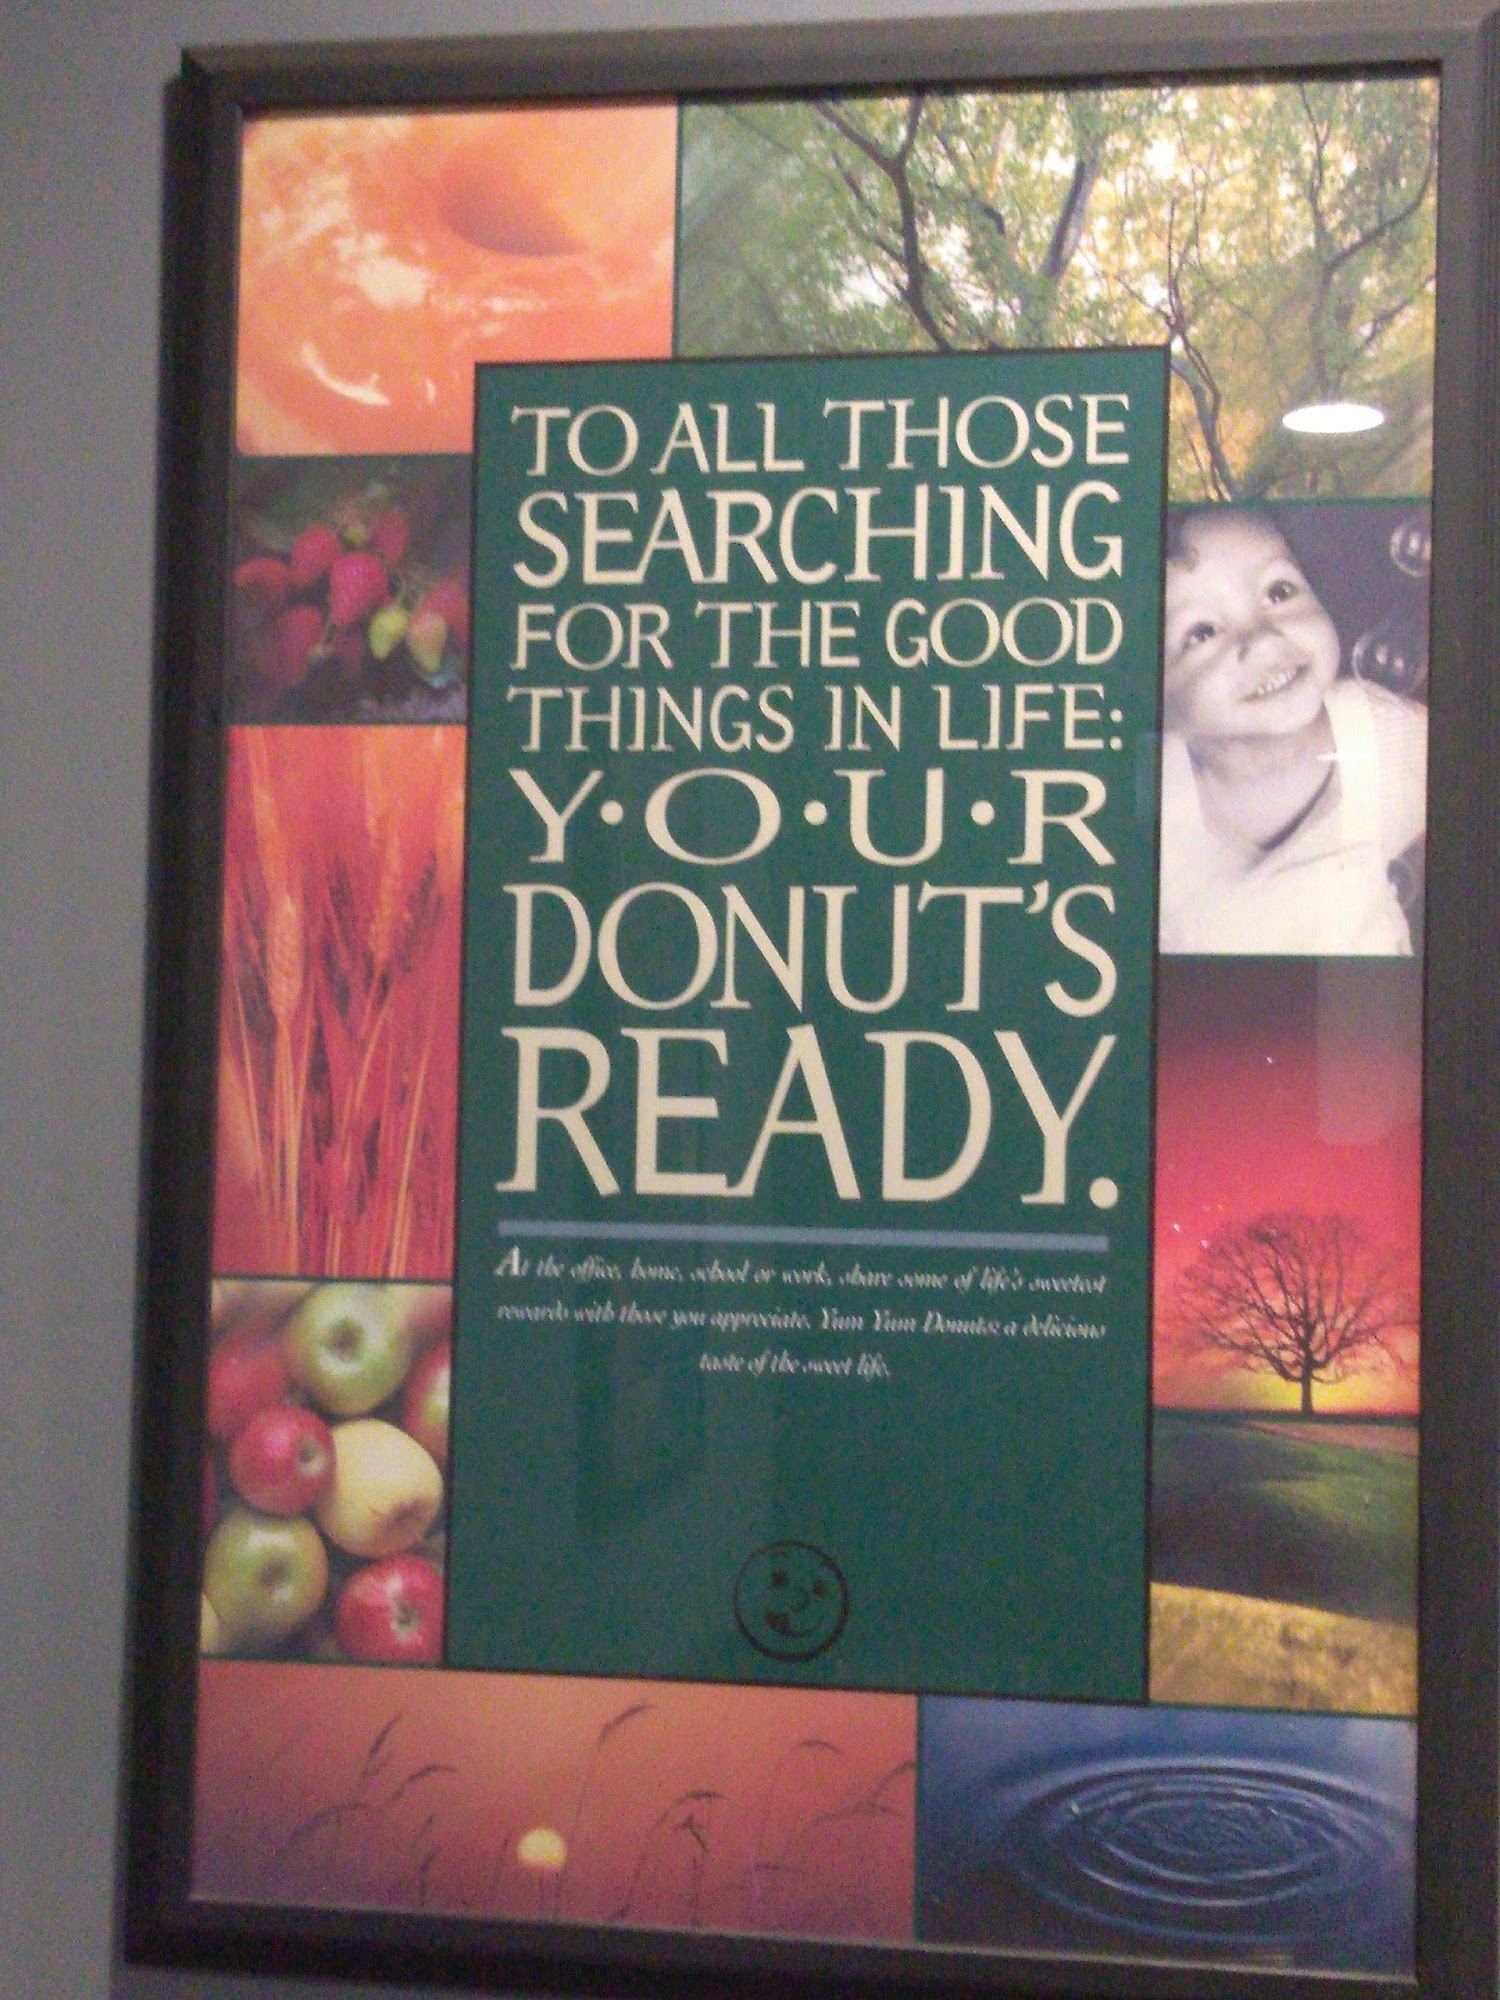 TO ALL THOSE
SEARCHING
FOR THE GOOD
THINGS IN LIFE:
Y•O•U•R
DONUT'S
READY.
At the office, home, school or work, share some of life's sweetest
rewards with those you appreciate. Yum Yum Donuts: a delicious
taste of the sweet life.